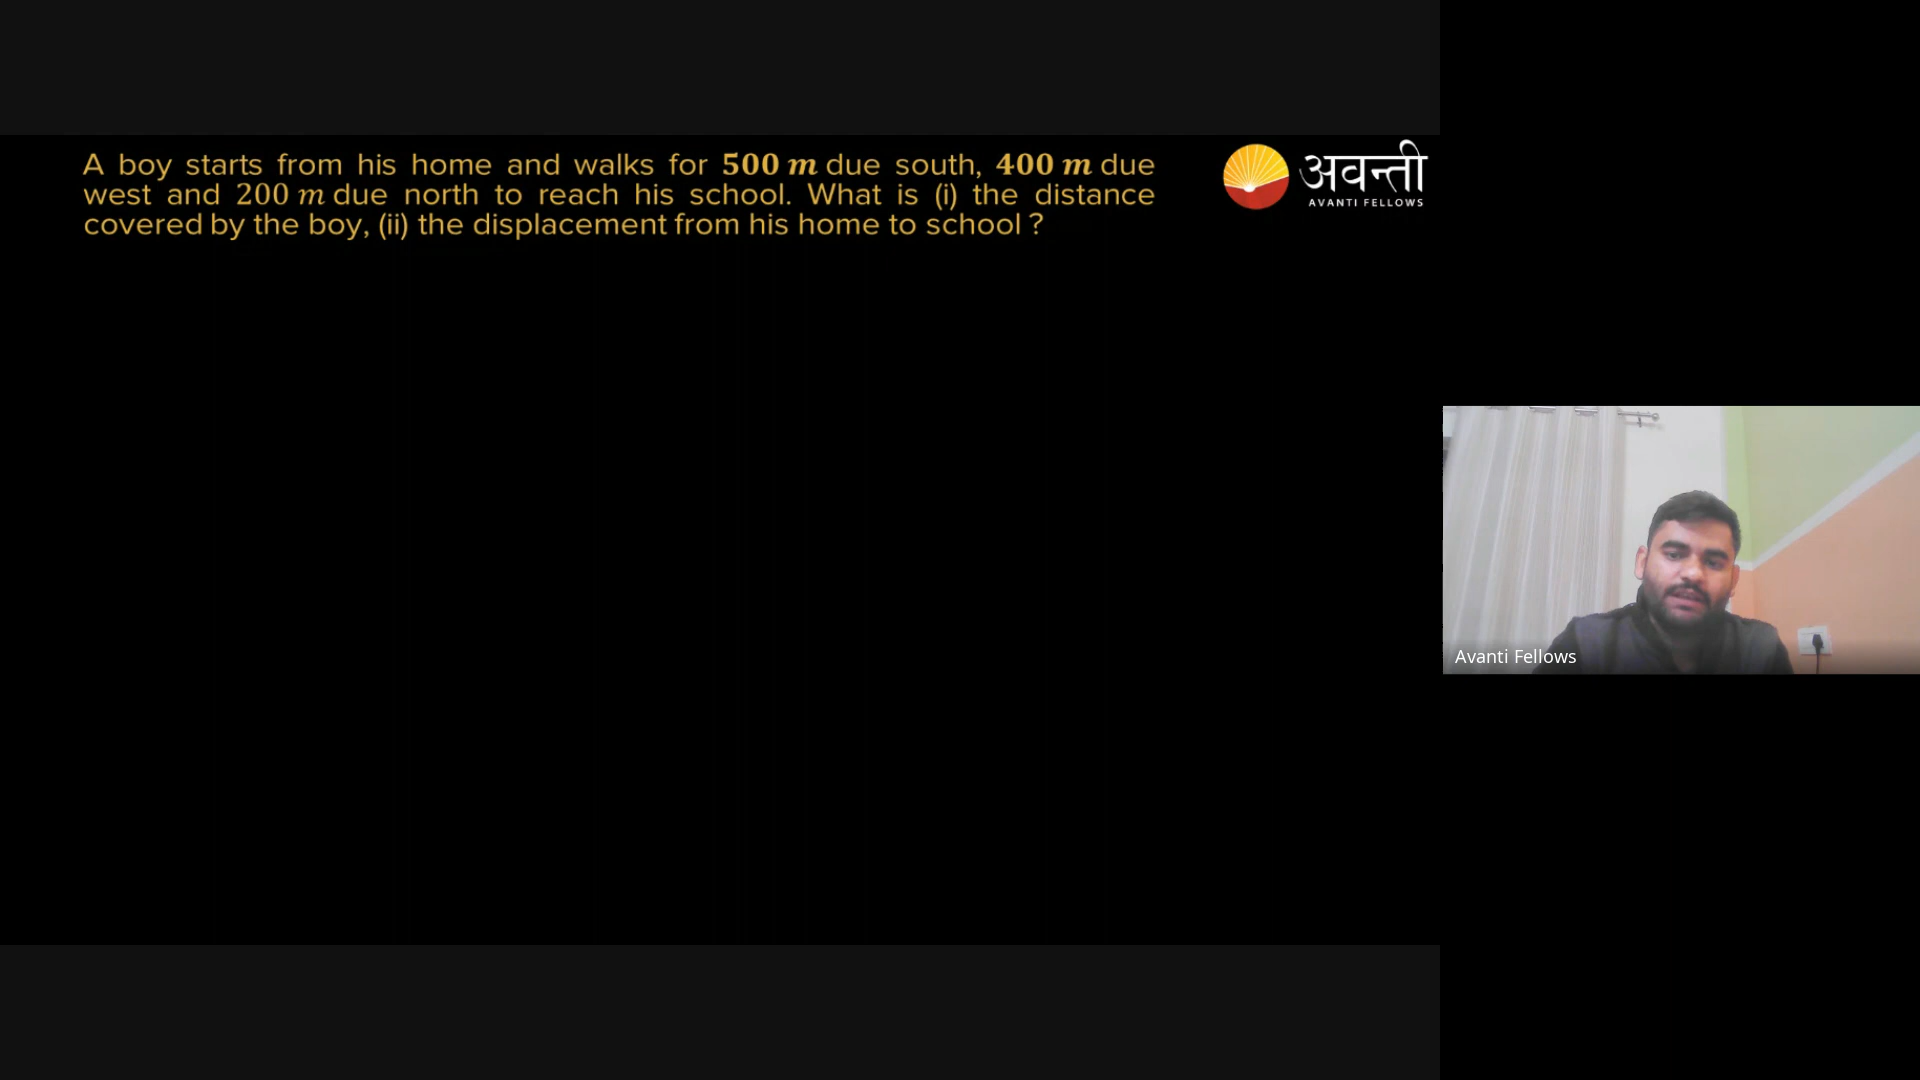 A boy starts from his home and walks for 500 m due south, 400 m due
west and 200 m due north to reach his school. What is (i) the distance
covered by the boy, (ii) the displacement from his home to school ?
अवन्ती
AVANTI FELLOWS
Avanti Fellows